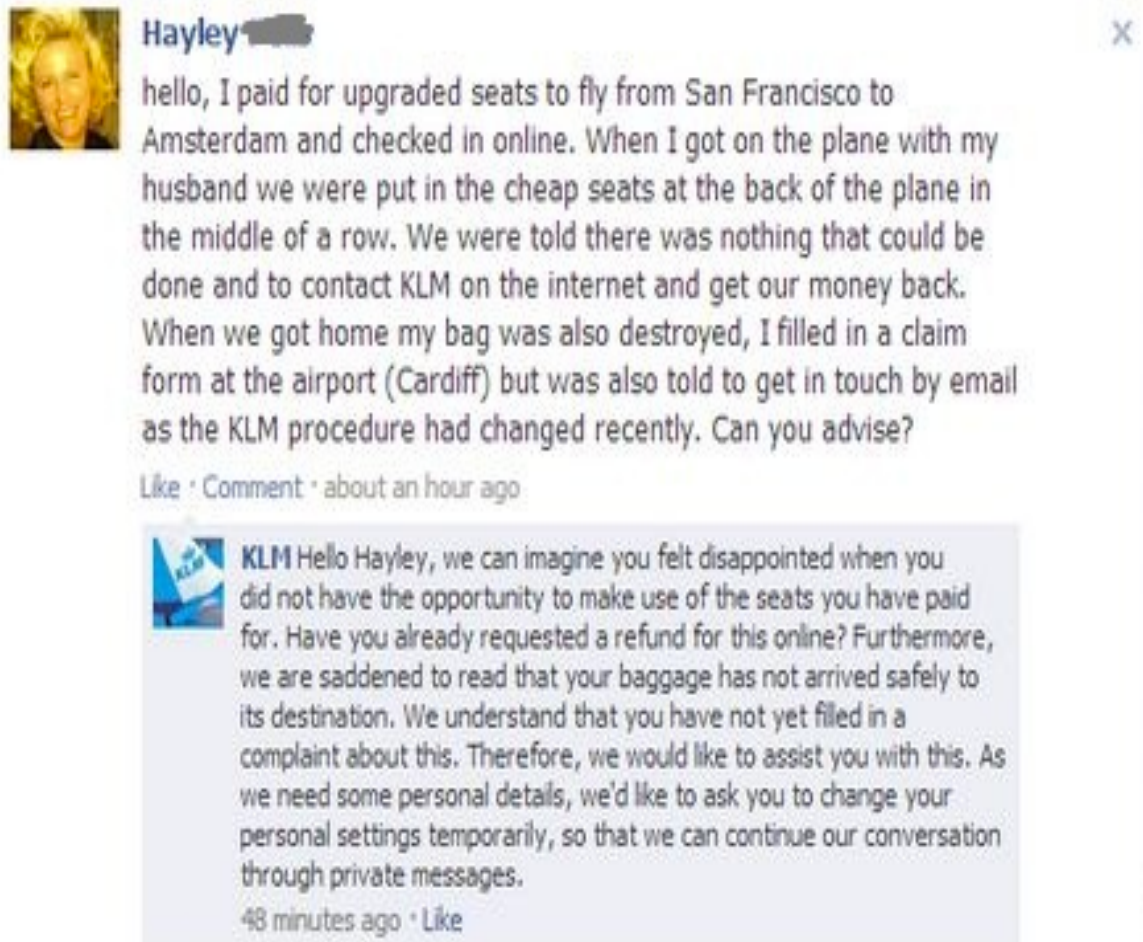 Hayley
X
hello, I paid for upgraded seats to fly from San Francisco to
Amsterdam and checked in online. When I got on the plane with my
husband we were put in the cheap seats at the back of the plane in
the middle of a row. We were told there was nothing that could be
done and to contact KLM on the internet and get our money back.
When we got home my bag was also destroyed, I filled in a claim
form at the airport (Cardiff) but was also told to get in touch by email
as the KLM procedure had changed recently. Can you advise?
Like · Comment · about an hour ago
KLM
KLM Hello Hayley, we can imagine you felt disappointed when you
did not have the opportunity to make use of the seats you have paid
for. Have you already requested a refund for this online? Furthermore,
we are saddened to read that your baggage has not arrived safely to
its destination. We understand that you have not yet filled in a
complaint about this. Therefore, we would like to assist you with this. As
we need some personal details, we'd like to ask you to change your
personal settings temporarily, so that we can continue our conversation
through private messages.
48 minutes ago · Like